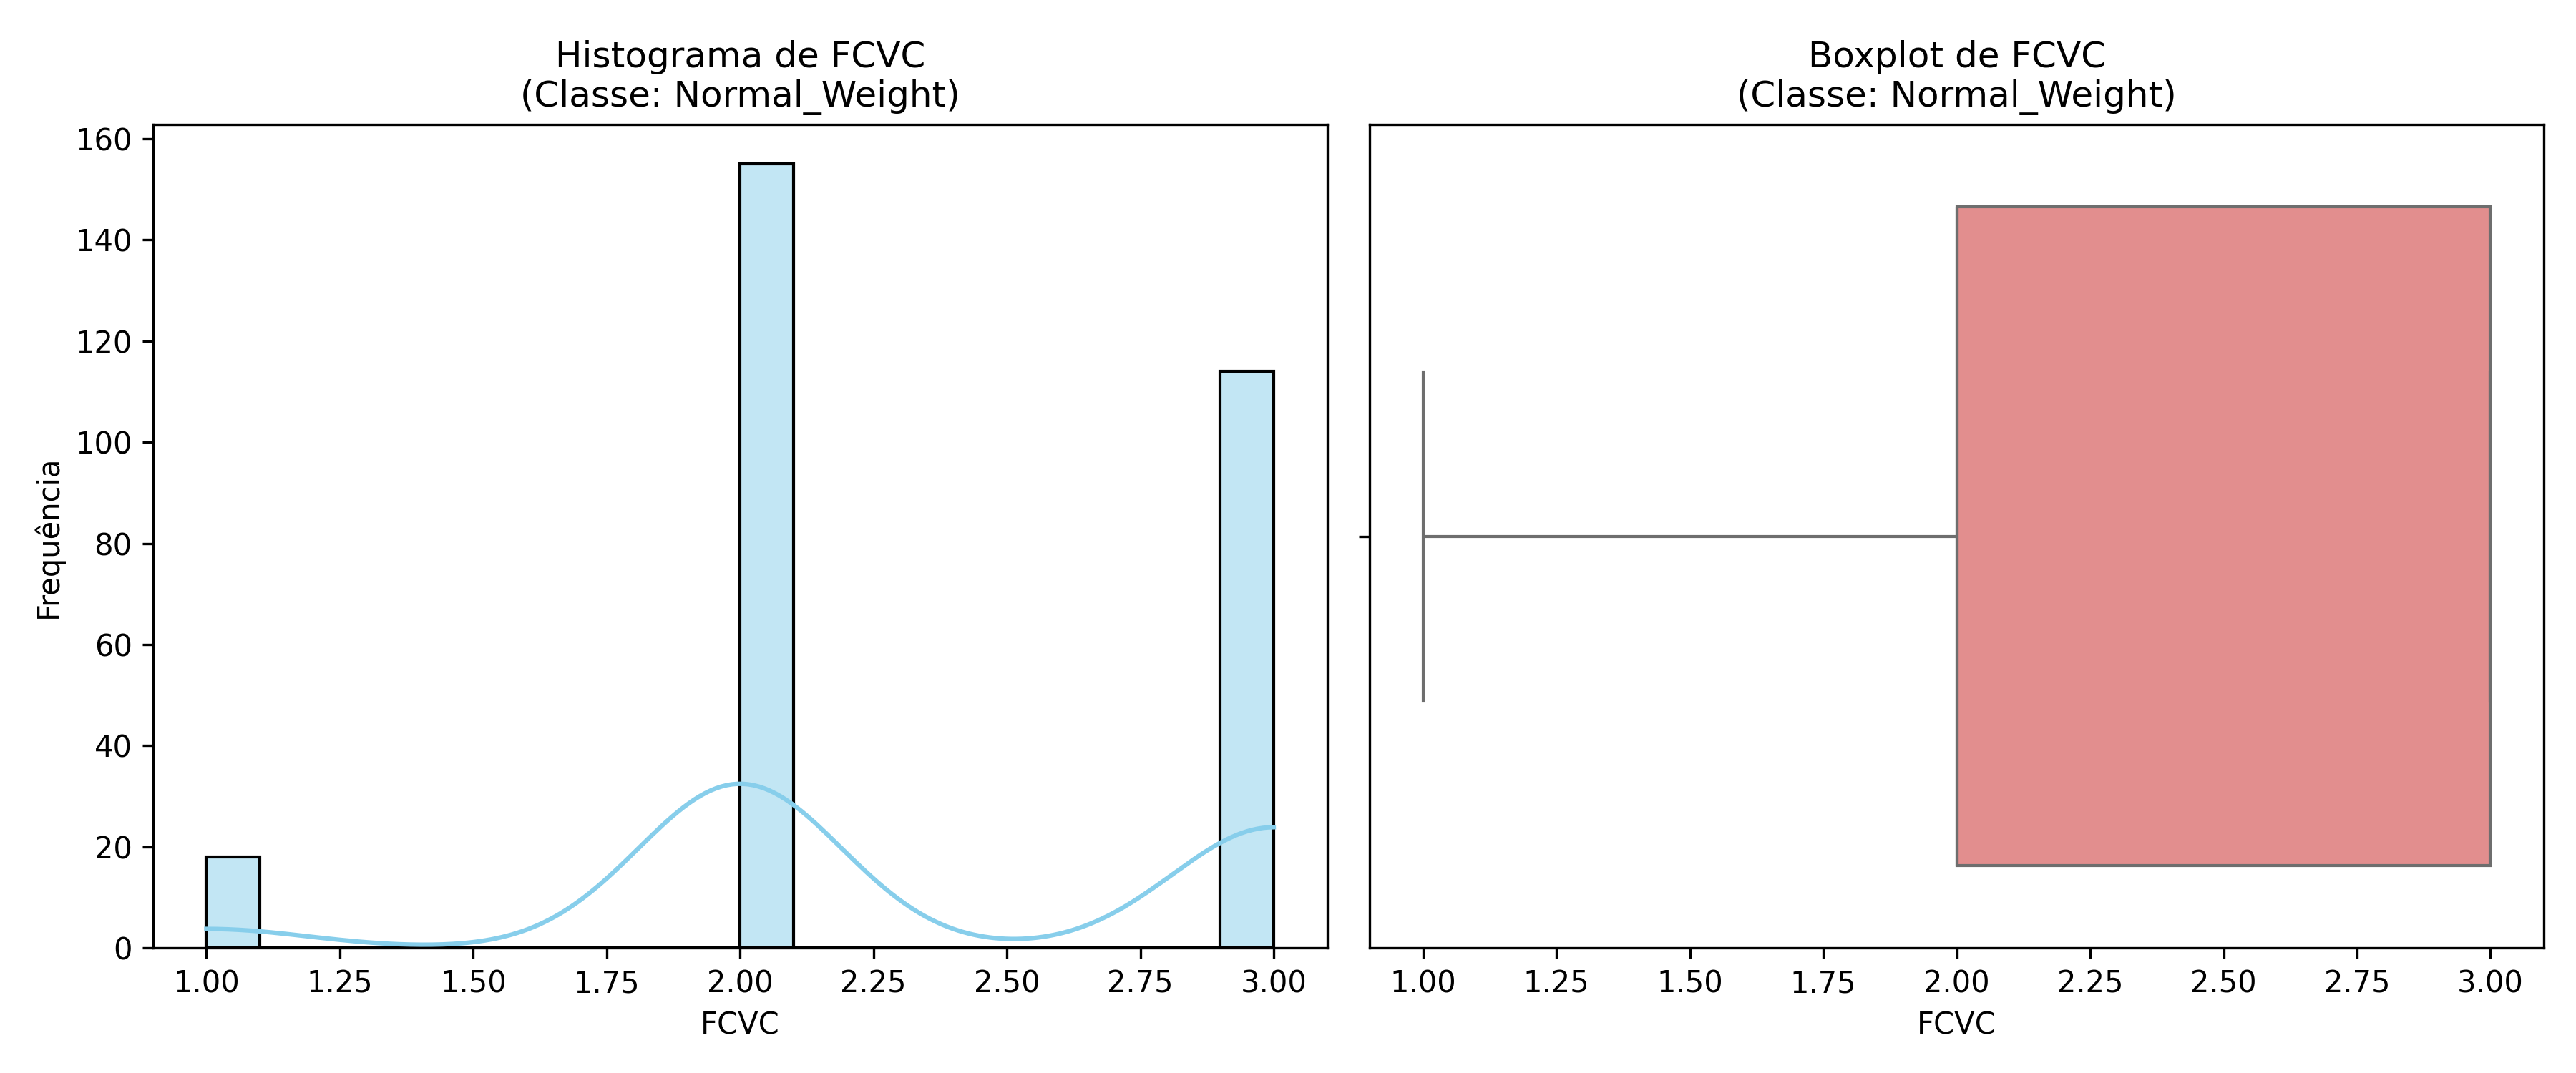 Histograma de FCVC
(Classe: Normal_Weight)
Frequência
160
140
120
100
80
60
40
20
0
1.00 1.25 1.50 1.75 2.00 2.25 2.50 2.75 3.00
FCVC
Boxplot de FCVC
(Classe: Normal_Weight)
1.00 1.25 1.50 1.75 2.00 2.25 2.50 2.75 3.00
FCVC